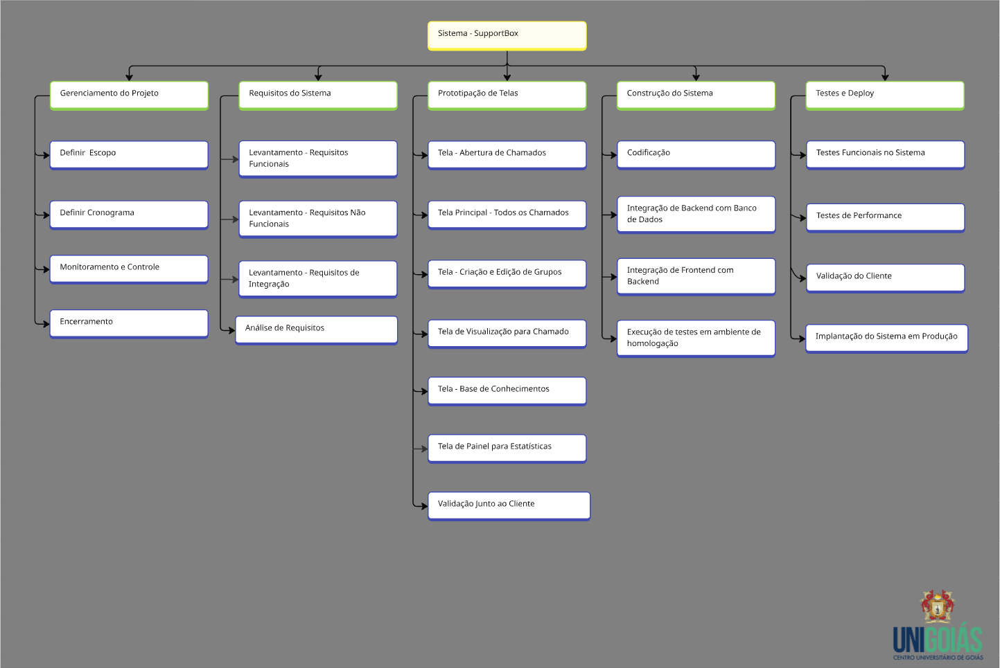 Sistema - SupportBox
Gerenciamento do Projeto
Definir  Escopo
Definir Cronograma
Monitoramento e Controle
Encerramento
Requisitos do Sistema
Levantamento - Requisitos
Funcionais
Levantamento - Requisitos Não
Funcionais
Levantamento - Requisitos de
Integração
Análise de Requisitos
Prototipação de Telas
Tela - Abertura de Chamados
Tela Principal - Todos os Chamados
Tela - Criação e Edição de Grupos
Tela de Visualização para Chamado
Tela - Base de Conhecimentos
Tela de Painel para Estatísticas
Validação Junto ao Cliente
Construção do Sistema
Codificação
Integração de Backend com Banco
de Dados
Integração de Frontend com
Backend
Execução de testes em ambiente de
homologação
Testes e Deploy
Testes Funcionais no Sistema
Testes de Performance
Validação do Cliente
Implantação do Sistema em Produção
UNIGOIÁS
CENTRO UNIVERSITÁRIO DE GOIÁS